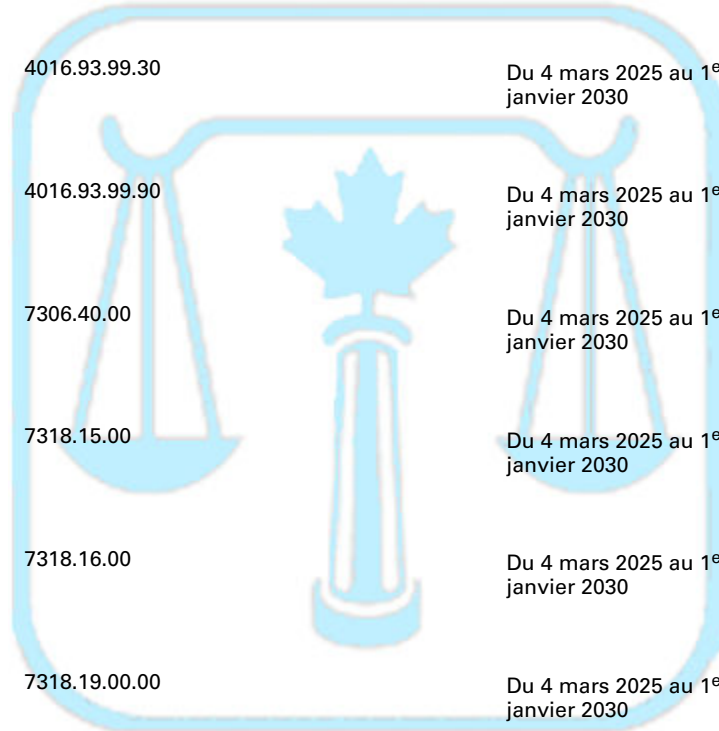 4016.93.99.30 Du 4 mars 2025 au 1e
janvier 2030
4016.93.99.90 Du 4 mars 2025 au 1e
janvier 2030
7306.40.00 Du 4 mars 2025 au 1e
janvier 2030
7318.15.00 Du 4 mars 2025 au 1e
janvier 2030
7318.16.00 Du 4 mars 2025 au 1e
janvier 2030
7318.19.00.00 Du 4 mars 2025 au 1e
janvier 2030